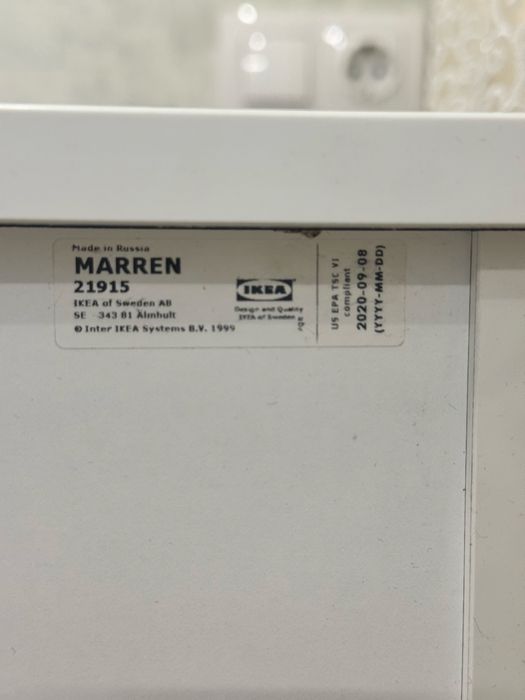 Made in Russia
MARREN
21915
IKEA of Sweden AB
SE - 343 81 Älmhult
© Inter IKEA Systems B.V. 1999
IKEA
Design and Quality
IKEA of Sweden
US EPA TSC VI
compliant
2020-09-08
(YYYY-MM-DD)